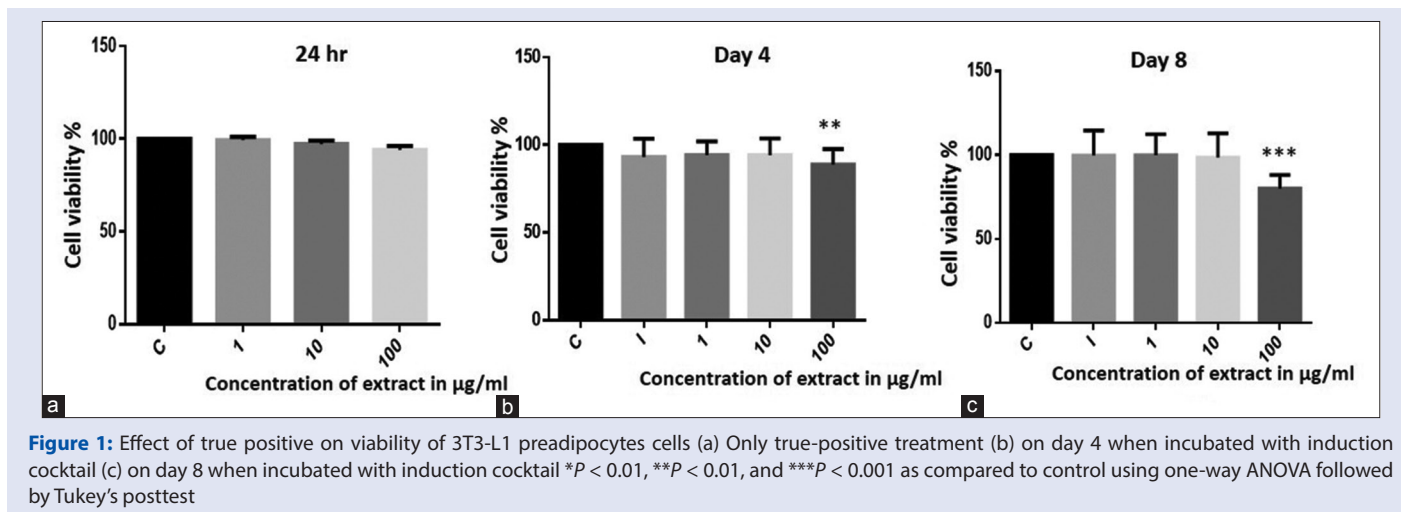 24 hr
150
100
50
0
Cell viability %
C
1
10
100
Concentration of extract in µg/ml
a
Day 4
150
100
50
0
Cell viability %
**
C
I
1
10
100
Concentration of extract in µg/ml
b
Day 8
150
100
50
0
Cell viability %
***
C
I
1
10
100
Concentration of extract in µg/ml
c
Figure 1: Effect of true positive on viability of 3T3-L1 preadipocytes cells (a) Only true-positive treatment (b) on day 4 when incubated with induction
cocktail (c) on day 8 when incubated with induction cocktail *P < 0.01, **P < 0.01, and ***P < 0.001 as compared to control using one-way ANOVA followed
by Tukey's posttest